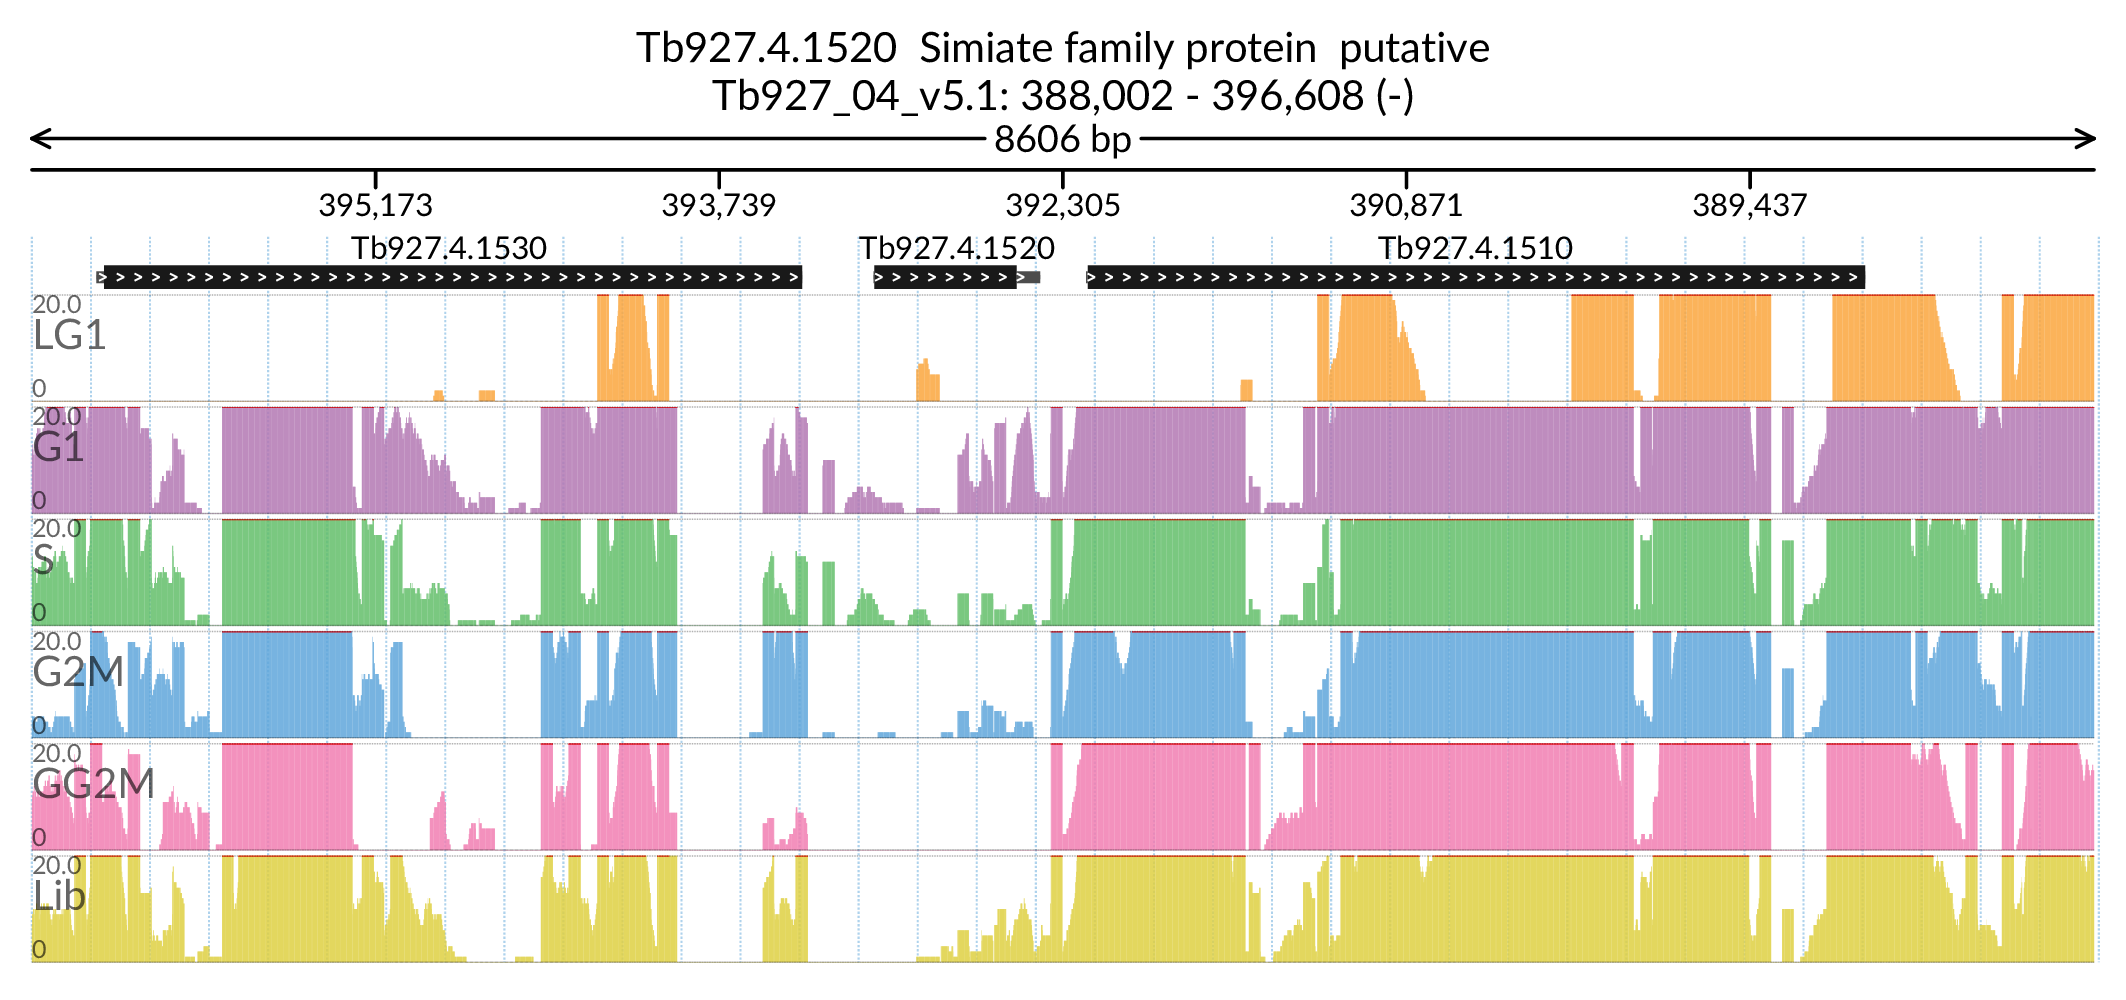 Tb927.4.1520  Simiate family protein  putative
Tb927_04_v5.1: 388,002 - 396,608 (-)
8606 bp
395,173 393,739 392,305 390,871 389,437
Tb927.4.1530 Tb927.4.1520 Tb927.4.1510
20.0
LG1
0
20.0
G1
0
20.0
S
0
20.0
G2M
0
20.0
GG2M
0
20.0
Lib
0